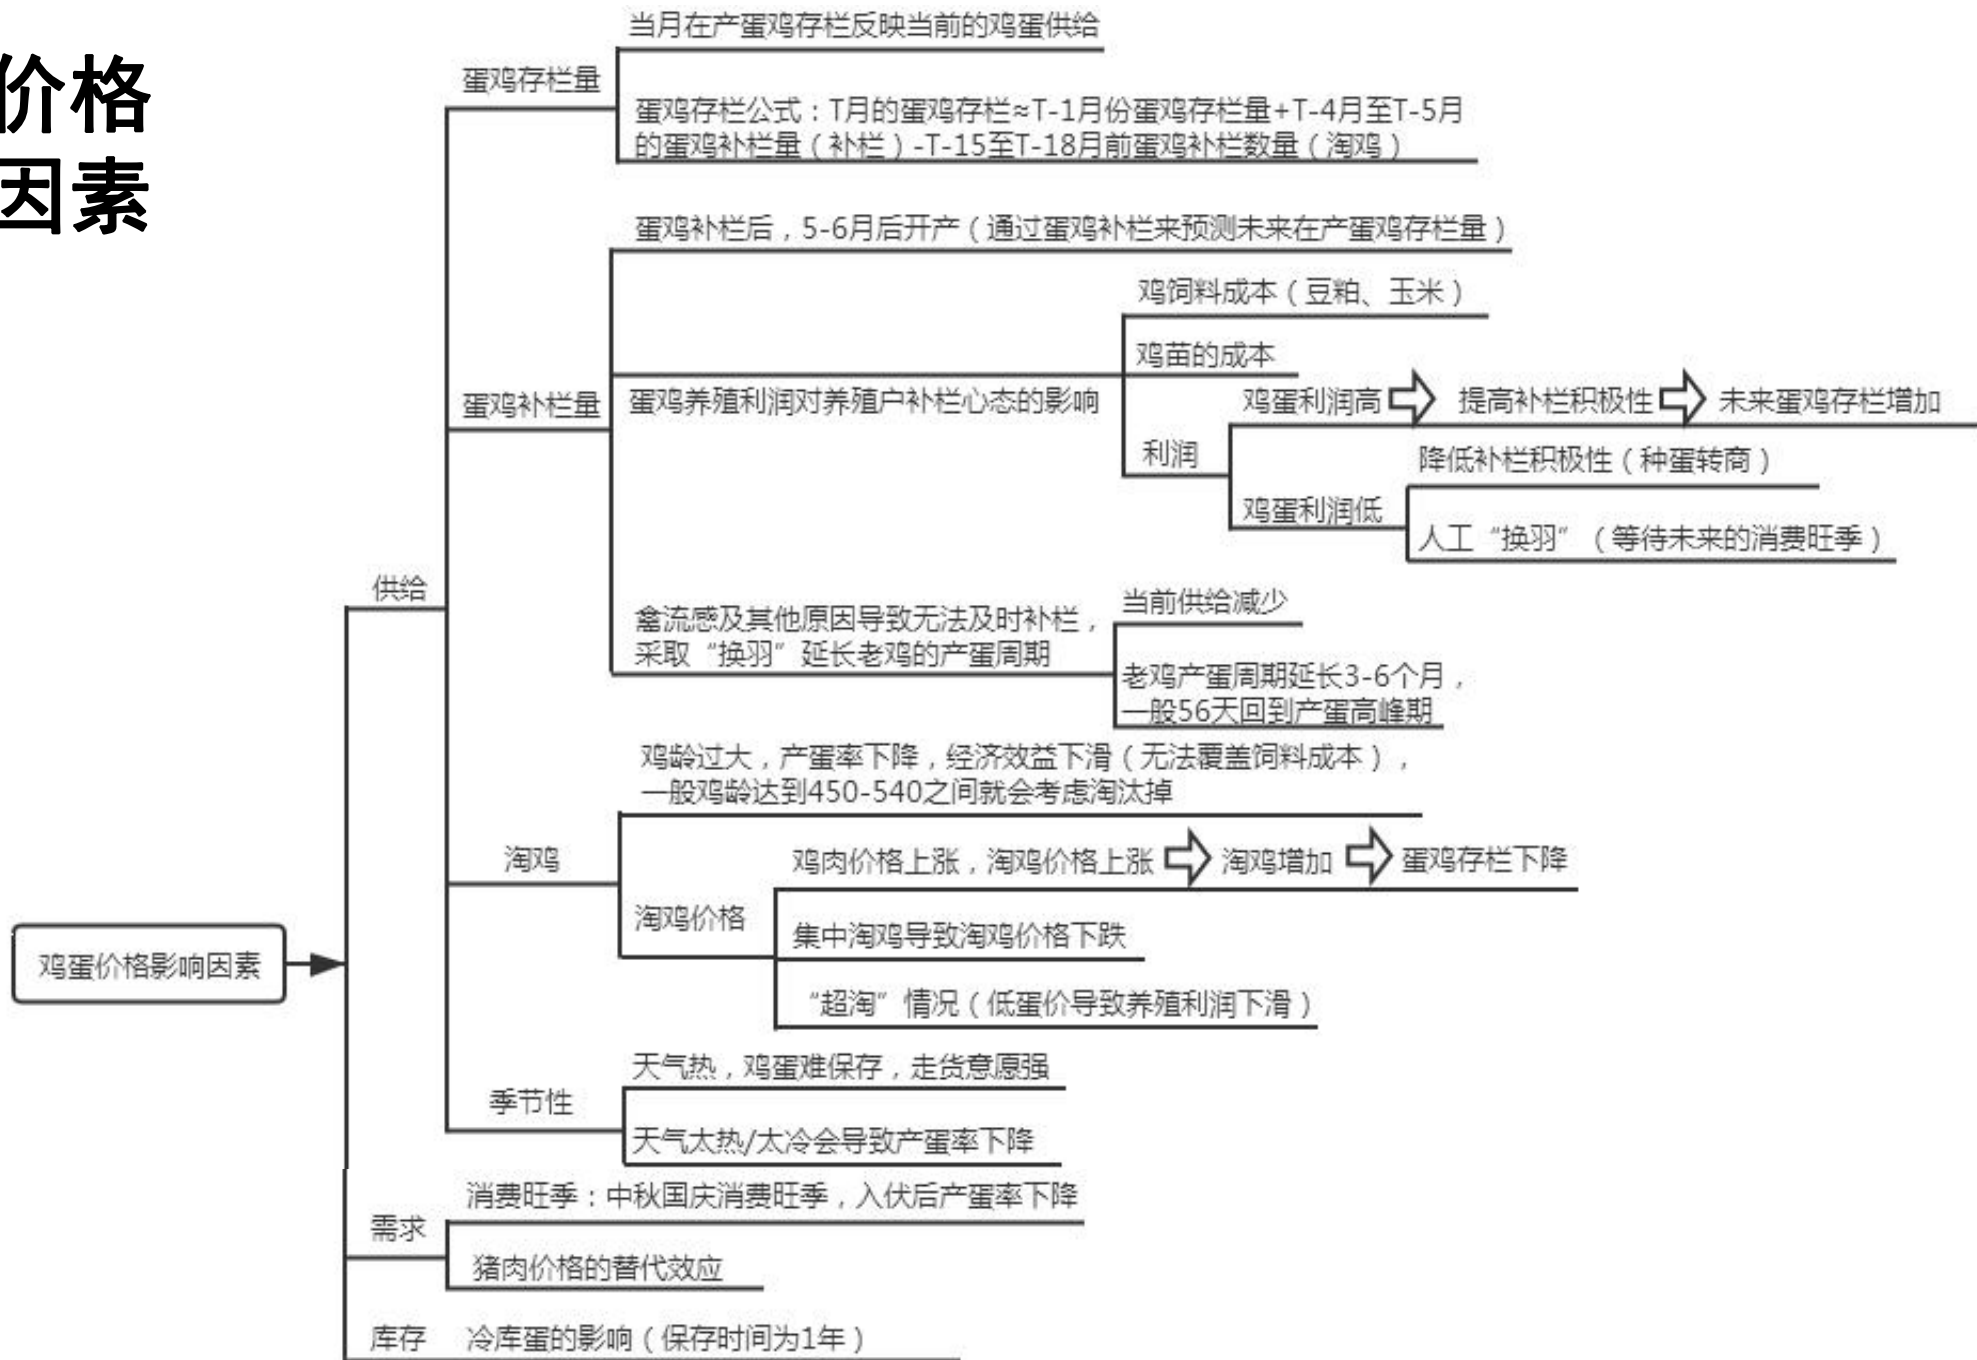 价格
因素
当月在产蛋鸡存栏反映当前的鸡蛋供给
蛋鸡存栏量
蛋鸡存栏公式：T月的蛋鸡存栏≈T-1月份蛋鸡存栏量+T-4月至T-5月
的蛋鸡补栏量（补栏）-T-15至T-18月前蛋鸡补栏数量（淘鸡）
蛋鸡补栏后，5-6月后开产（通过蛋鸡补栏来预测未来在产蛋鸡存栏量）
鸡饲料成本（豆粕、玉米）
鸡苗的成本
蛋鸡补栏量
蛋鸡养殖利润对养殖户补栏心态的影响
鸡蛋利润高 提高补栏积极性 未来蛋鸡存栏增加
利润
降低补栏积极性（种蛋转商）
鸡蛋利润低
人工“换羽”（等待未来的消费旺季）
供给
禽流感及其他原因导致无法及时补栏，
采取“换羽”延长老鸡的产蛋周期
当前供给减少
老鸡产蛋周期延长3-6个月，
一般56天回到产蛋高峰期
鸡龄过大，产蛋率下降，经济效益下滑（无法覆盖饲料成本），
一般鸡龄达到450-540之间就会考虑淘汰掉
淘鸡
鸡肉价格上涨，淘鸡价格上涨 淘鸡增加 蛋鸡存栏下降
淘鸡价格
集中淘鸡导致淘鸡价格下跌
“超淘”情况（低蛋价导致养殖利润下滑）
鸡蛋价格影响因素
天气热，鸡蛋难保存，走货意愿强
季节性
天气太热/太冷会导致产蛋率下降
消费旺季：中秋国庆消费旺季，入伏后产蛋率下降
需求
猪肉价格的替代效应
库存 冷库蛋的影响（保存时间为1年）